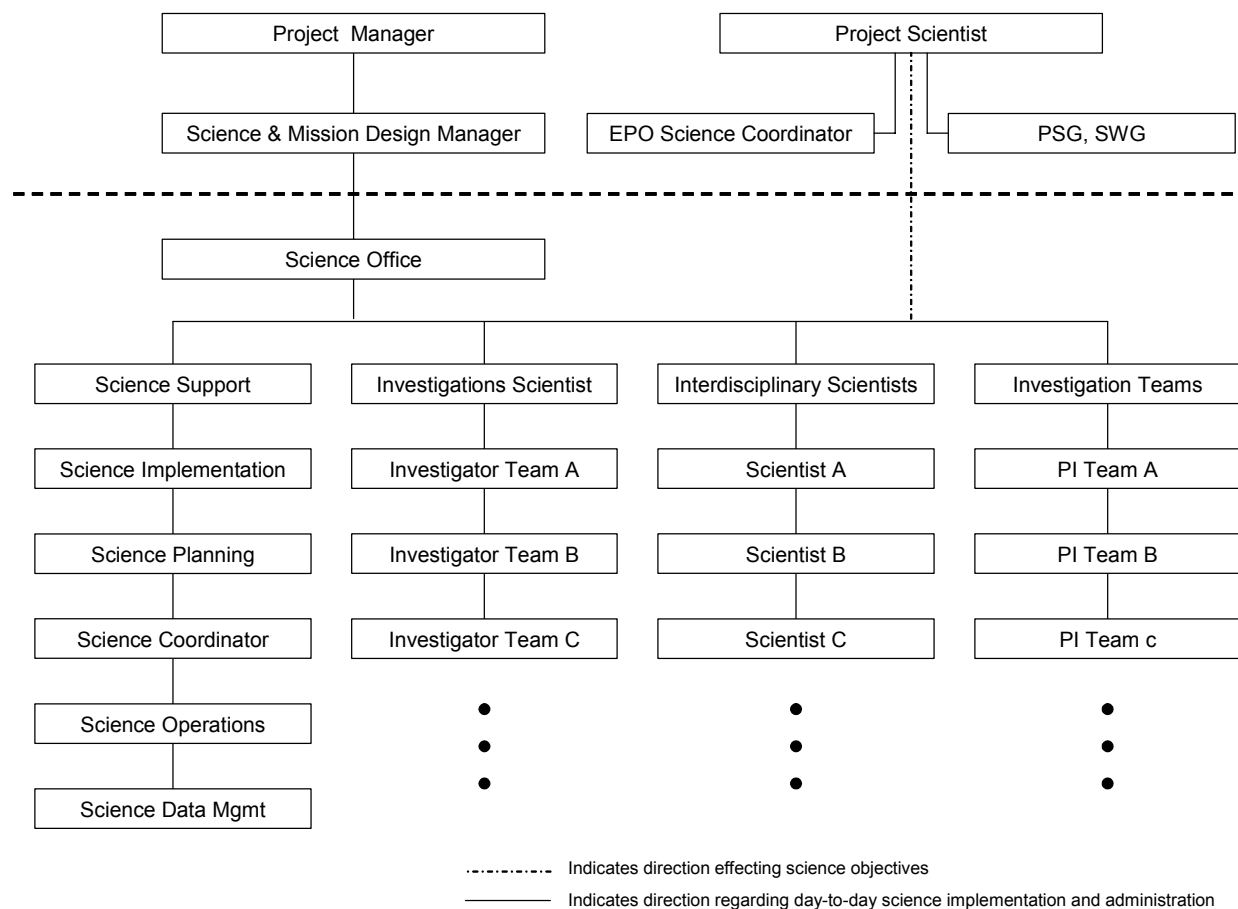 Project Manager
Project Scientist
Science & Mission Design Manager
EPO Science Coordinator
PSG, SWG
Science Office
Science Support
Investigations Scientist
Interdisciplinary Scientists
Investigation Teams
Science Implementation
Investigator Team A
Scientist A
PI Team A
Science Planning
Investigator Team B
Scientist B
PI Team B
Science Coordinator
Investigator Team C
Scientist C
PI Team c
Science Operations
Science Data Mgmt
Indicates direction effecting science objectives
Indicates direction regarding day-to-day science implementation and administration